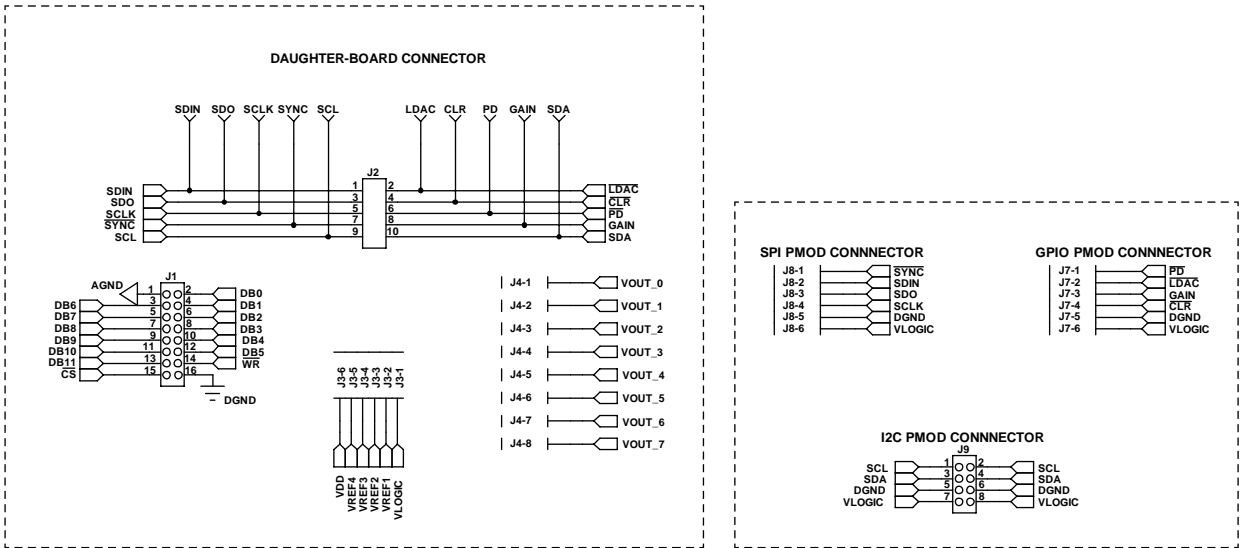 DAUGHTER-BOARD CONNECTOR
SDIN SDO SCLK SYNC SCL LDAC CLR PD GAIN SDA
J2
SDIN 1 2 LDAC
SDO 3 4 CLR
SCLK 5 6 PD
SYNC 7 8 GAIN
SCL 9 10 SDA
J1
AGND 1 2 DB0
DB6 3 4 DB1
DB7 5 6 DB2
DB8 7 8 DB3
DB9 9 10 DB4
DB10 11 12 DB5
DB11 13 14 WR
CS 15 16
DGND
J3-6 J3-5 J3-4 J3-3 J3-2 J3-1
VDD VREF4 VREF3 VREF2 VREF1 VLOGIC
J4-1 VOUT_0
J4-2 VOUT_1
J4-3 VOUT_2
J4-4 VOUT_3
J4-5 VOUT_4
J4-6 VOUT_5
J4-7 VOUT_6
J4-8 VOUT_7
SPI PMOD CONNNECTOR
J8-1 SYNC
J8-2 SDIN
J8-3 SDO
J8-4 SCLK
J8-5 DGND
J8-6 VLOGIC
GPIO PMOD CONNNECTOR
J7-1 PD
J7-2 LDAC
J7-3 GAIN
J7-4 CLR
J7-5 DGND
J7-6 VLOGIC
I2C PMOD CONNNECTOR
J9
SCL 1 2 SCL
SDA 3 4 SDA
DGND 5 6 DGND
VLOGIC 7 8 VLOGIC